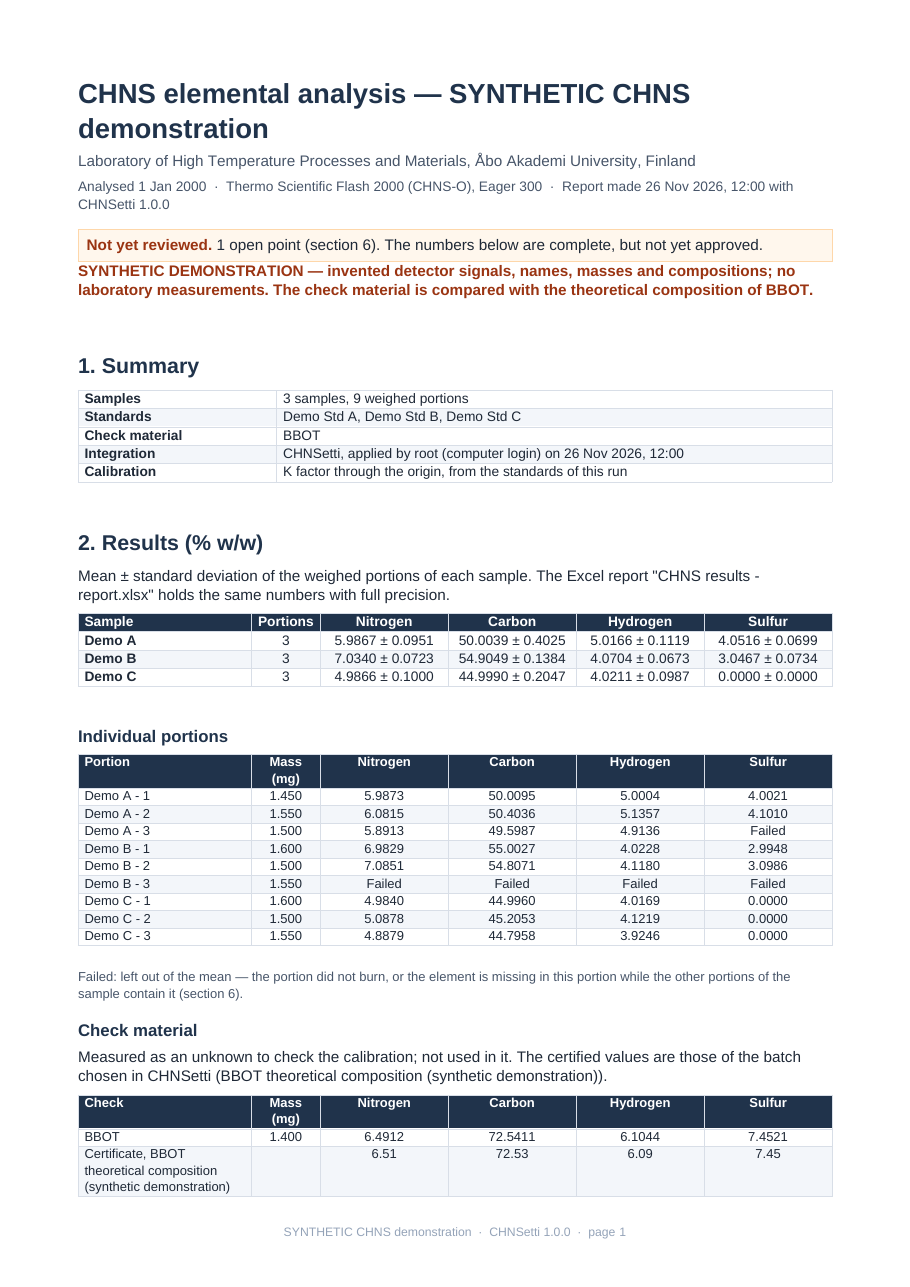 CHNS elemental analysis — SYNTHETIC CHNS
demonstration
Laboratory of High Temperature Processes and Materials, Åbo Akademi University, Finland
Analysed 1 Jan 2000 · Thermo Scientific Flash 2000 (CHNS-O), Eager 300 · Report made 26 Nov 2026, 12:00 with
CHNSetti 1.0.0
Not yet reviewed. 1 open point (section 6). The numbers below are complete, but not yet approved.
SYNTHETIC DEMONSTRATION — invented detector signals, names, masses and compositions; no
laboratory measurements. The check material is compared with the theoretical composition of BBOT.
1. Summary
Samples 3 samples, 9 weighed portions
Standards Demo Std A, Demo Std B, Demo Std C
Check material BBOT
Integration CHNSetti, applied by root (computer login) on 26 Nov 2026, 12:00
Calibration K factor through the origin, from the standards of this run
2. Results (% w/w)
Mean ± standard deviation of the weighed portions of each sample. The Excel report "CHNS results -
report.xlsx" holds the same numbers with full precision.
Sample Portions Nitrogen Carbon Hydrogen Sulfur
Demo A 3 5.9867 ± 0.0951 50.0039 ± 0.4025 5.0166 ± 0.1119 4.0516 ± 0.0699
Demo B 3 7.0340 ± 0.0723 54.9049 ± 0.1384 4.0704 ± 0.0673 3.0467 ± 0.0734
Demo C 3 4.9866 ± 0.1000 44.9990 ± 0.2047 4.0211 ± 0.0987 0.0000 ± 0.0000
Individual portions
Portion Mass Nitrogen Carbon Hydrogen Sulfur
(mg)
Demo A - 1 1.450 5.9873 50.0095 5.0004 4.0021
Demo A - 2 1.550 6.0815 50.4036 5.1357 4.1010
Demo A - 3 1.500 5.8913 49.5987 4.9136 Failed
Demo B - 1 1.600 6.9829 55.0027 4.0228 2.9948
Demo B - 2 1.500 7.0851 54.8071 4.1180 3.0986
Demo B - 3 1.550 Failed Failed Failed Failed
Demo C - 1 1.600 4.9840 44.9960 4.0169 0.0000
Demo C - 2 1.500 5.0878 45.2053 4.1219 0.0000
Demo C - 3 1.550 4.8879 44.7958 3.9246 0.0000
Failed: left out of the mean — the portion did not burn, or the element is missing in this portion while the other portions of the
sample contain it (section 6).
Check material
Measured as an unknown to check the calibration; not used in it. The certified values are those of the batch
chosen in CHNSetti (BBOT theoretical composition (synthetic demonstration)).
Check Mass Nitrogen Carbon Hydrogen Sulfur
(mg)
BBOT 1.400 6.4912 72.5411 6.1044 7.4521
Certificate, BBOT 6.51 72.53 6.09 7.45
theoretical composition
(synthetic demonstration)
SYNTHETIC CHNS demonstration · CHNSetti 1.0.0 · page 1